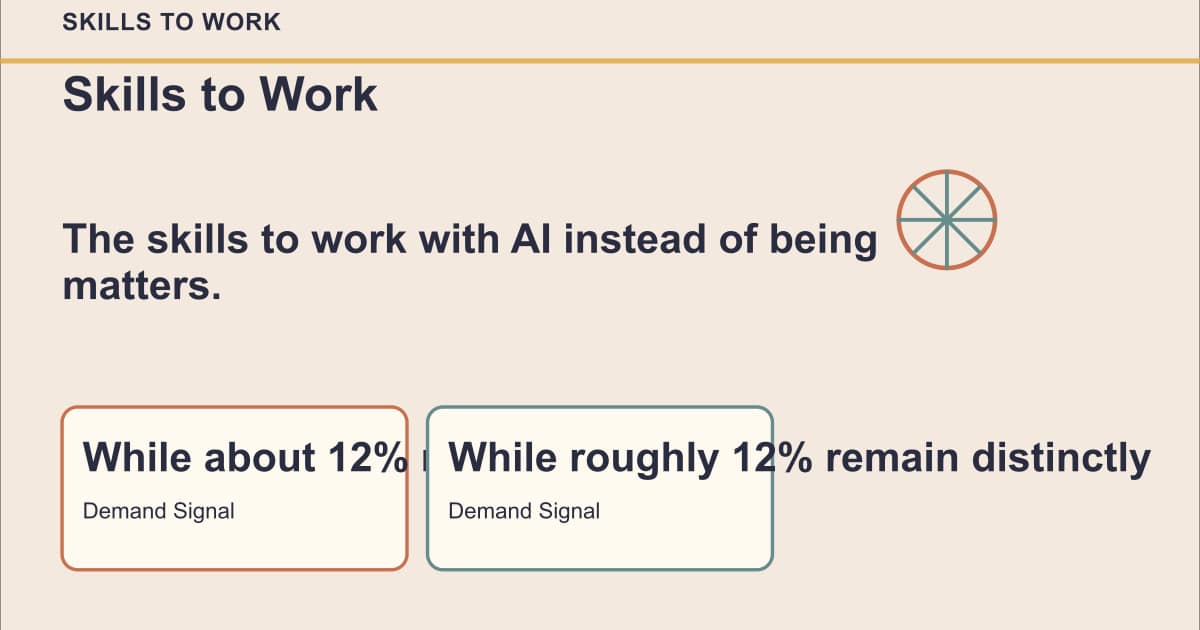 SKILLS TO WORK
Skills to Work
The skills to work with AI instead of being
matters.
While about 12%
While roughly 12% remain distinctly
Demand Signal
Demand Signal